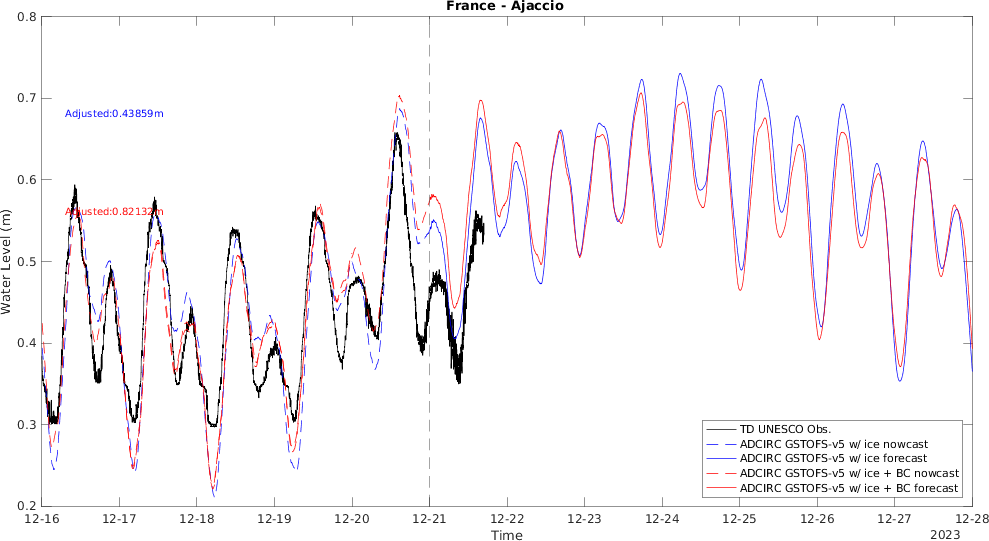 France - Ajaccio
0.8
0.7
0.6
0.5
0.4
0.3
0.2
Water Level (m)
Adjusted:0.43859m
Adjusted:0.82132m
TD UNESCO Obs.
ADCIRC GSTOFS-v5 w/ ice nowcast
ADCIRC GSTOFS-v5 w/ ice forecast
ADCIRC GSTOFS-v5 w/ ice + BC nowcast
ADCIRC GSTOFS-v5 w/ ice + BC forecast
12-16 12-17 12-18 12-19 12-20 12-21 12-22 12-23 12-24 12-25 12-26 12-27 12-28
Time
2023